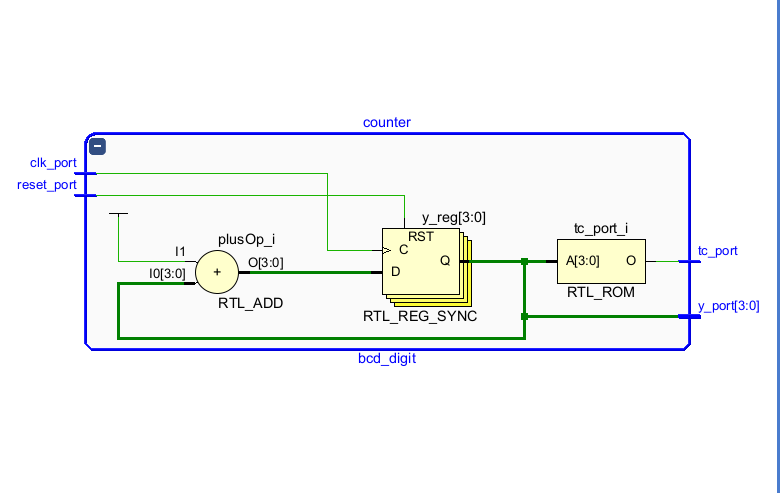 counter
clk_port
reset_port
y_reg[3:0]
plusOp_i
tc_port_i
RST
I1
C
O[3:0]
tc_port
I0[3:0]
+
D
Q
A[3:0]
O
RTL_ADD
RTL_REG_SYNC
RTL_ROM
y_port[3:0]
bcd_digit